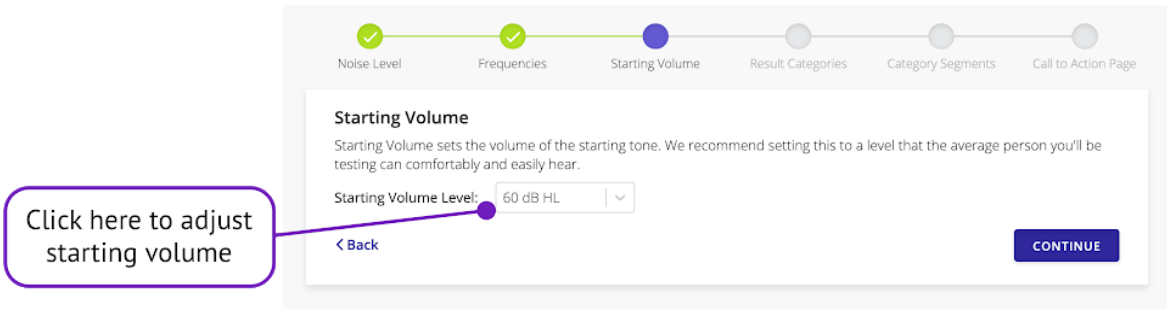 Noise Level
Frequencies
Starting Volume
Result Categories
Category Segments
Call to Action Page
Starting Volume
Starting Volume sets the volume of the starting tone. We recommend setting this to a level that the average person you'll be
testing can comfortably and easily hear.
Starting Volume Level:
60 dB HL
Click here to adjust
starting volume
Back
CONTINUE